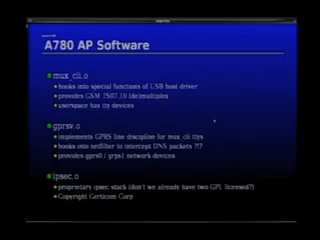 A780 AP Software
mux_cli.o
hooks into special functions of USB host driver
provides GSM TS07.10 (de)multiplex
userspace has tty devices
gprsv.o
implements GPRS line discipline for mux_cli ttys
hooks into netfilter to intercept DNS packets ?!?
provides gprs0 / grps1 network devices
ipsec.o
proprietary ipsec stack (don't we already have two GPL licensed?)
Copyright Certicom Corp